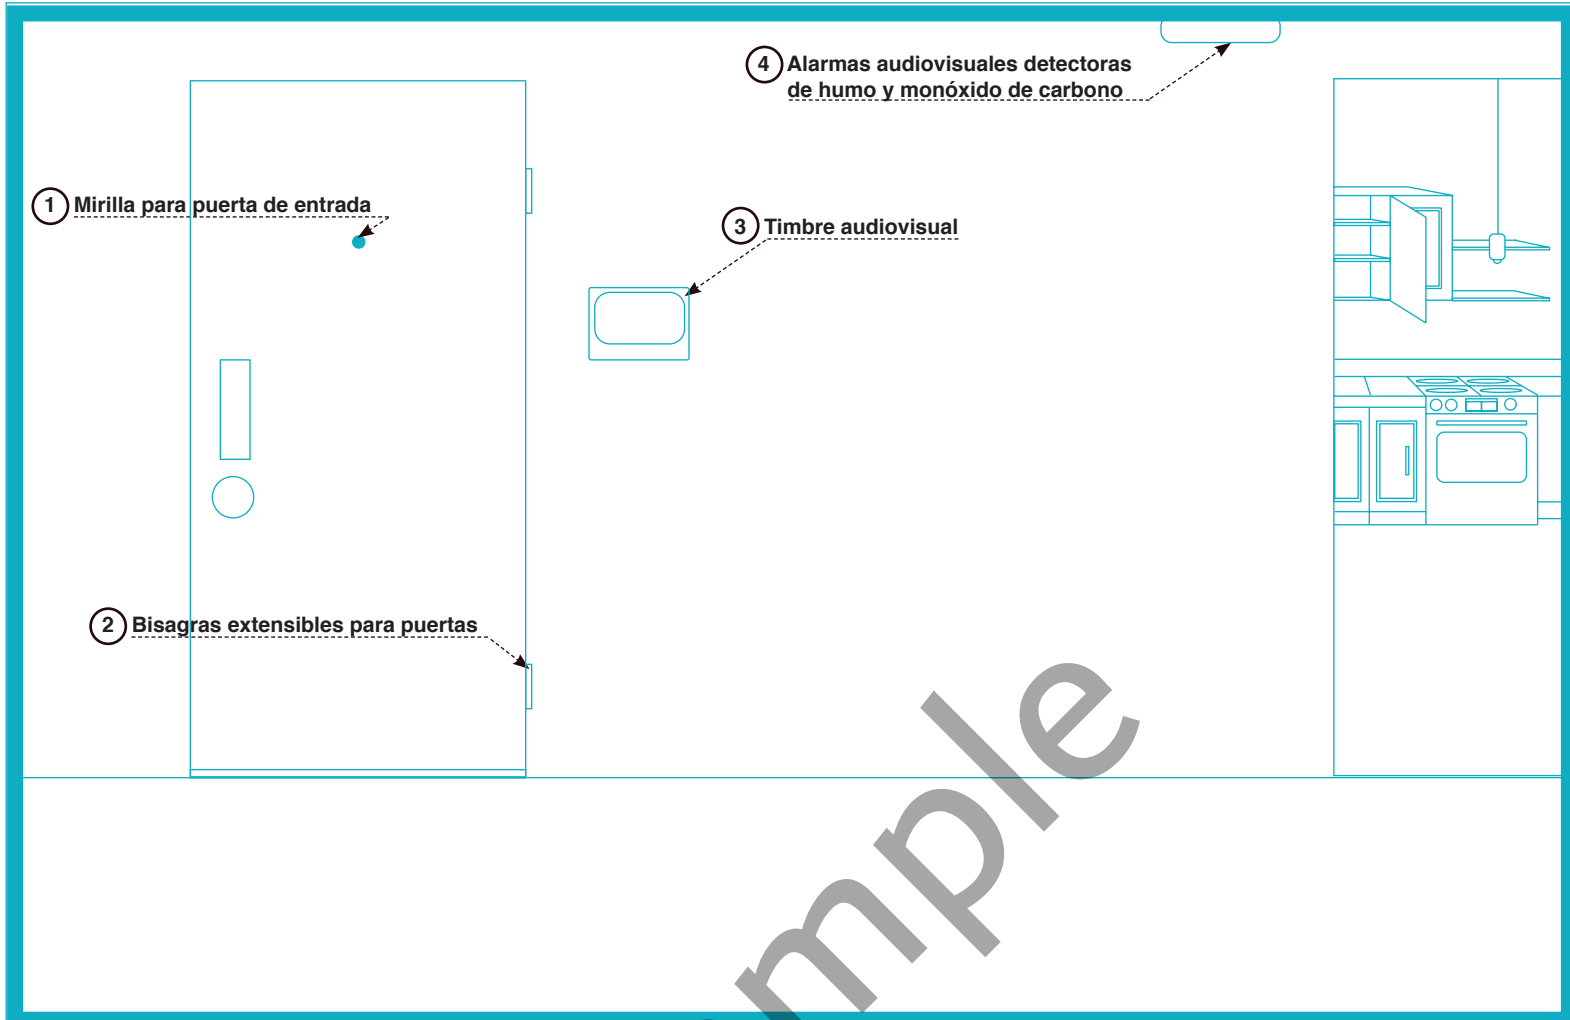 4 Alarmas audiovisuales detectoras
de humo y monóxido de carbono
1 Mirilla para puerta de entrada
3 Timbre audiovisual
2 Bisagras extensibles para puertas
mple